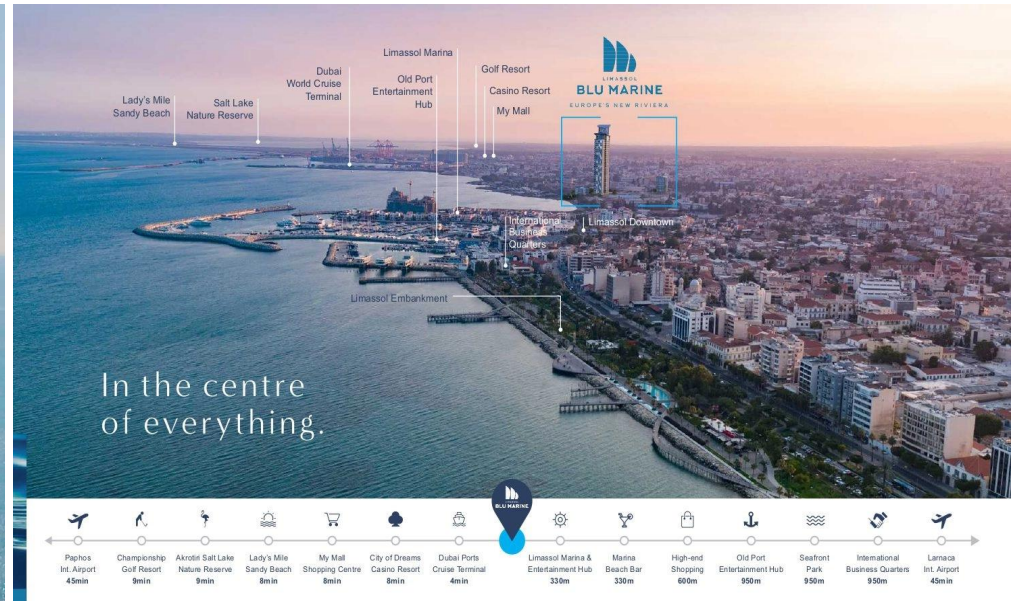 Limassol Marina
Dubai
World Cruise
Terminal
Old Port
Entertainment
Hub
Golf Resort
Casino Resort
My Mall
Lady's Mile
Sandy Beach
Salt Lake
Nature Reserve
LIMASSOL
BLU MARINE
EUROPE'S NEW RIVIERA
International
Business
Quarters
Limassol Downtown
Limassol Embankment
In the centre
of everything.
LIMASSOL
BLU MARINE
Paphos
Int. Airport
45min
Championship
Golf Resort
9min
Akrotiri Salt Lake
Nature Reserve
9min
Lady's Mile
Sandy Beach
8min
My Mall
Shopping Centre
8min
City of Dreams
Casino Resort
8min
Dubai Ports
Cruise Terminal
4min
Limassol Marina &
Entertainment Hub
330m
Marina
Beach Bar
330m
High-end
Shopping
600m
Old Port
Entertainment Hub
950m
Seafront
Park
950m
International
Business Quarters
950m
Larnaca
Int. Airport
45min